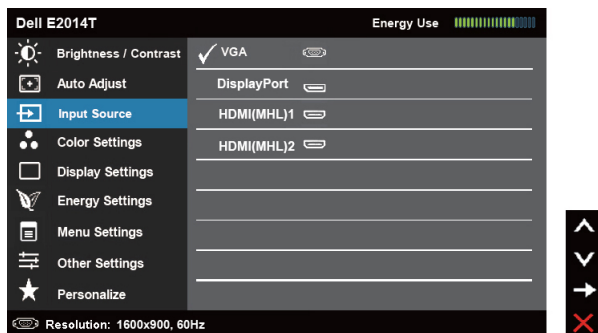 Dell E2014T
Energy Use
Brightness / Contrast
Auto Adjust
Input Source
Color Settings
Display Settings
Energy Settings
Menu Settings
Other Settings
Personalize
VGA
DisplayPort
HDMI(MHL)1
HDMI(MHL)2
Resolution: 1600x900, 60Hz